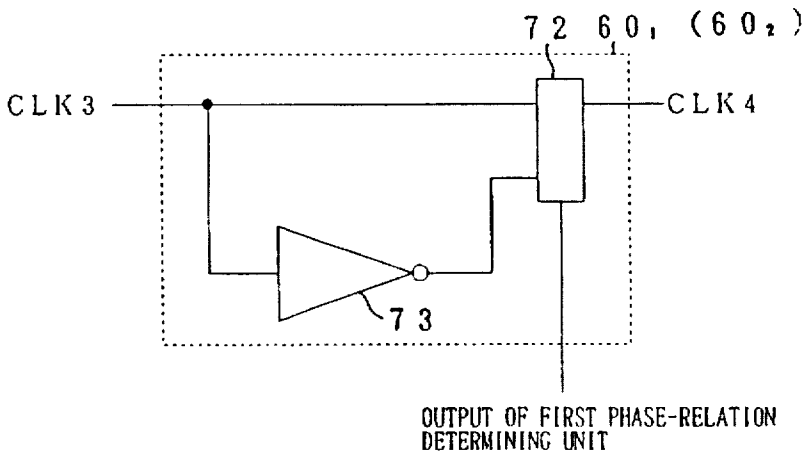 72 60₁ (60₂)
CLK3
CLK4
73
OUTPUT OF FIRST PHASE-RELATION
DETERMINING UNIT